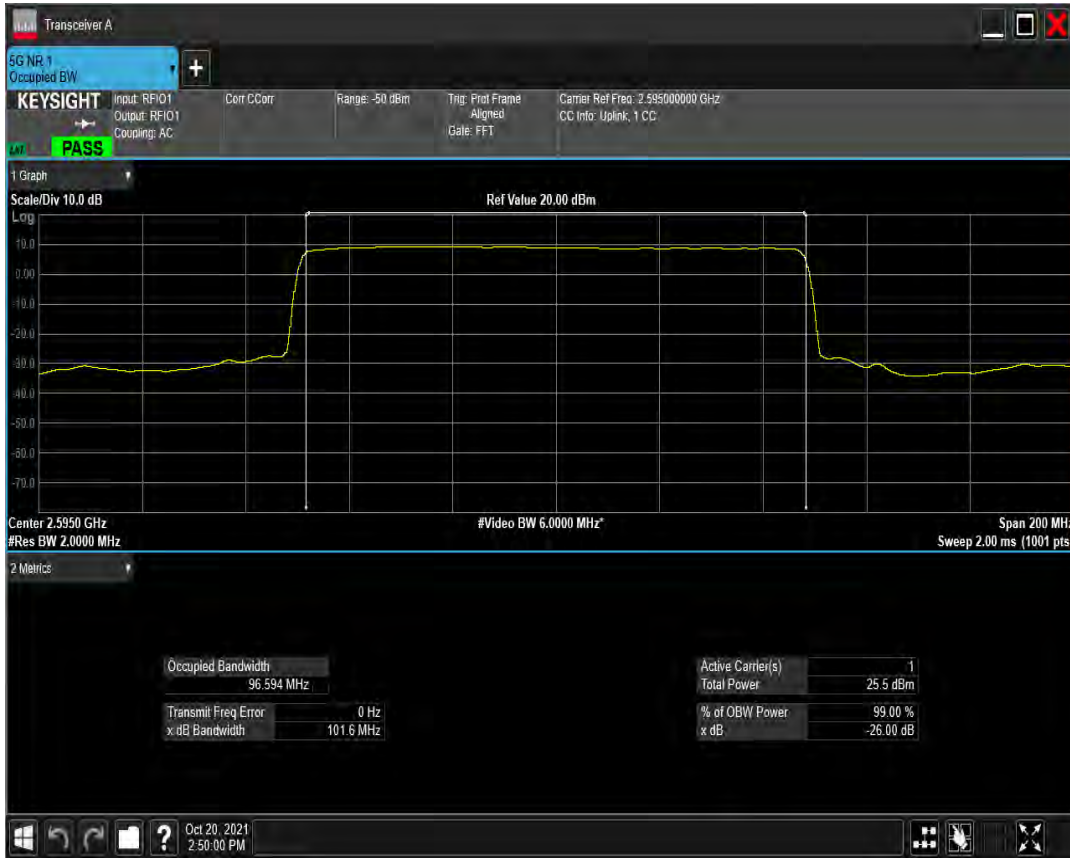 Transceiver A
5G NR 1
Occupied BW
+
KEYSIGHT
Input: RFIO1
Output: RFIO1
Coupling: AC
PASS
Corr CCorr
Range: -50 dBm
Trig: Prot Frame
Aligned
Gate: FFT
Carrier Ref Freq: 2.595000000 GHz
CC Info: Uplink, 1 CC
1 Graph
Scale/Div 10.0 dB
Ref Value 20.00 dBm
Log
10.0
0.00
-10.0
-20.0
-30.0
-40.0
-50.0
-60.0
-70.0
Center 2.5950 GHz
#Video BW 6.0000 MHz*
Span 200 MHz
#Res BW 2.0000 MHz
Sweep 2.00 ms (1001 pts
2 Metrics
Occupied Bandwidth
96.594 MHz
Transmit Freq Error 0 Hz
x dB Bandwidth 101.6 MHz
Active Carrier(s) 1
Total Power 25.5 dBm
% of OBW Power 99.00 %
x dB -26.00 dB
?
Oct 20, 2021
2:50:00 PM